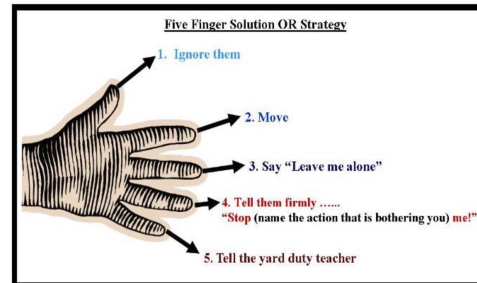 Five Finger Solution OR Strategy
1. Ignore them
2. Move
3. Say “Leave me alone”
4. Tell them firmly ……
“Stop (name the action that is bothering you) me!”
5. Tell the yard duty teacher